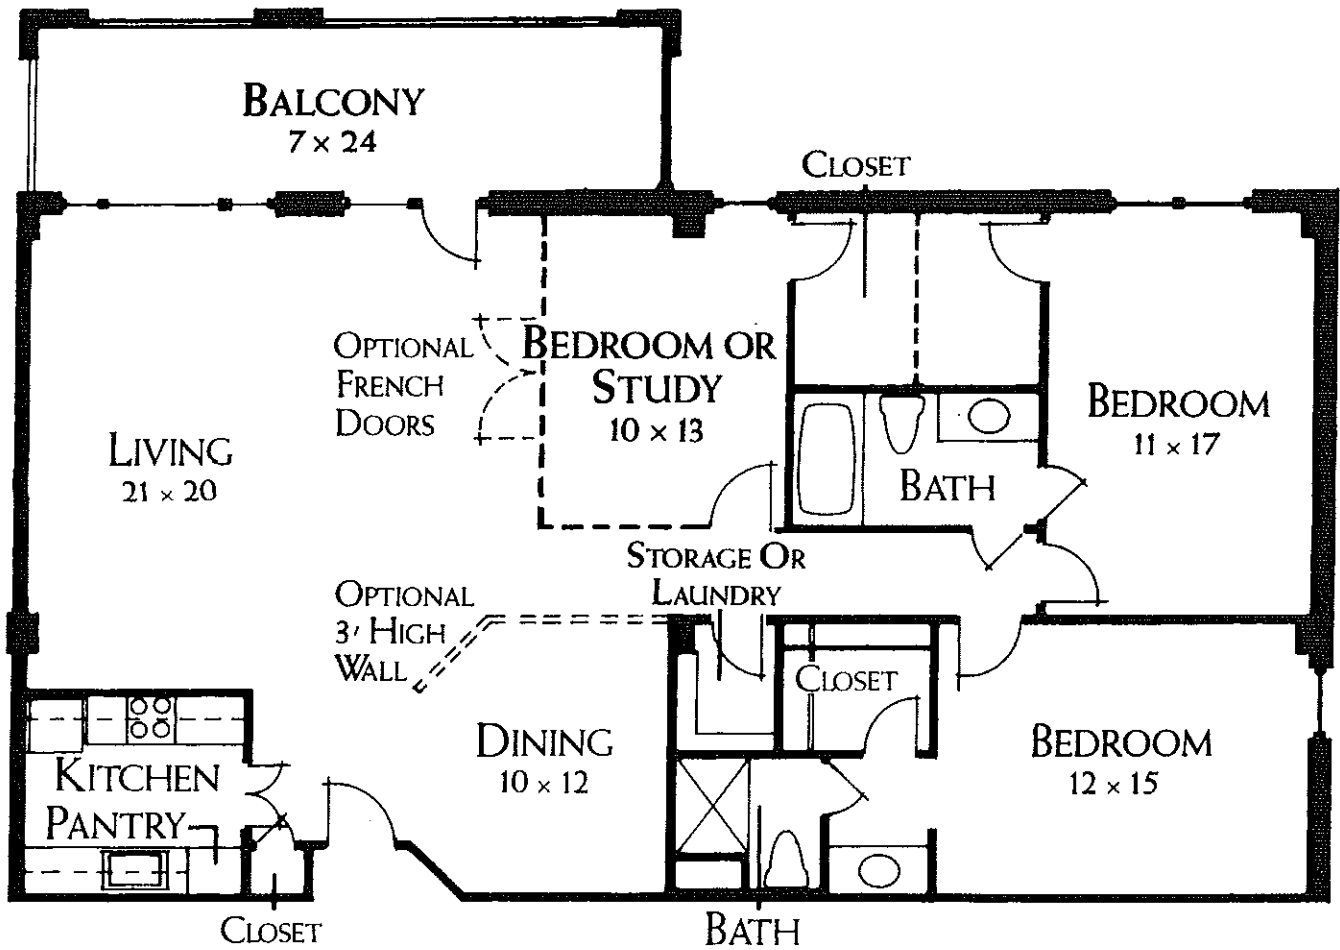 BALCONY
7 × 24
CLOSET
OPTIONAL
FRENCH
DOORS
BEDROOM OR
STUDY
10 × 13
BEDROOM
11 × 17
LIVING
21 × 20
BATH
STORAGE OR
LAUNDRY
OPTIONAL
3' HIGH
WALL
CLOSET
DINING
10 × 12
BEDROOM
12 × 15
KITCHEN
PANTRY
CLOSET
BATH